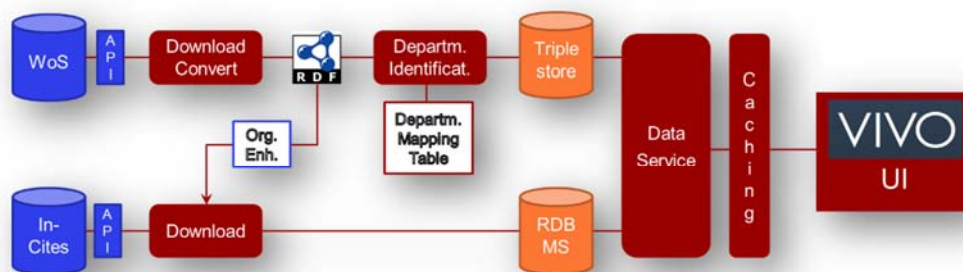 WoS
A
P
I
Download
Convert
RDF
Departm.
Identificat.
Triple
store
Org.
Enh.
Departm.
Mapping
Table
Data
Service
C
a
c
h
i
n
g
VIVO
UI
In-
Cites
A
P
I
Download
RDB
MS